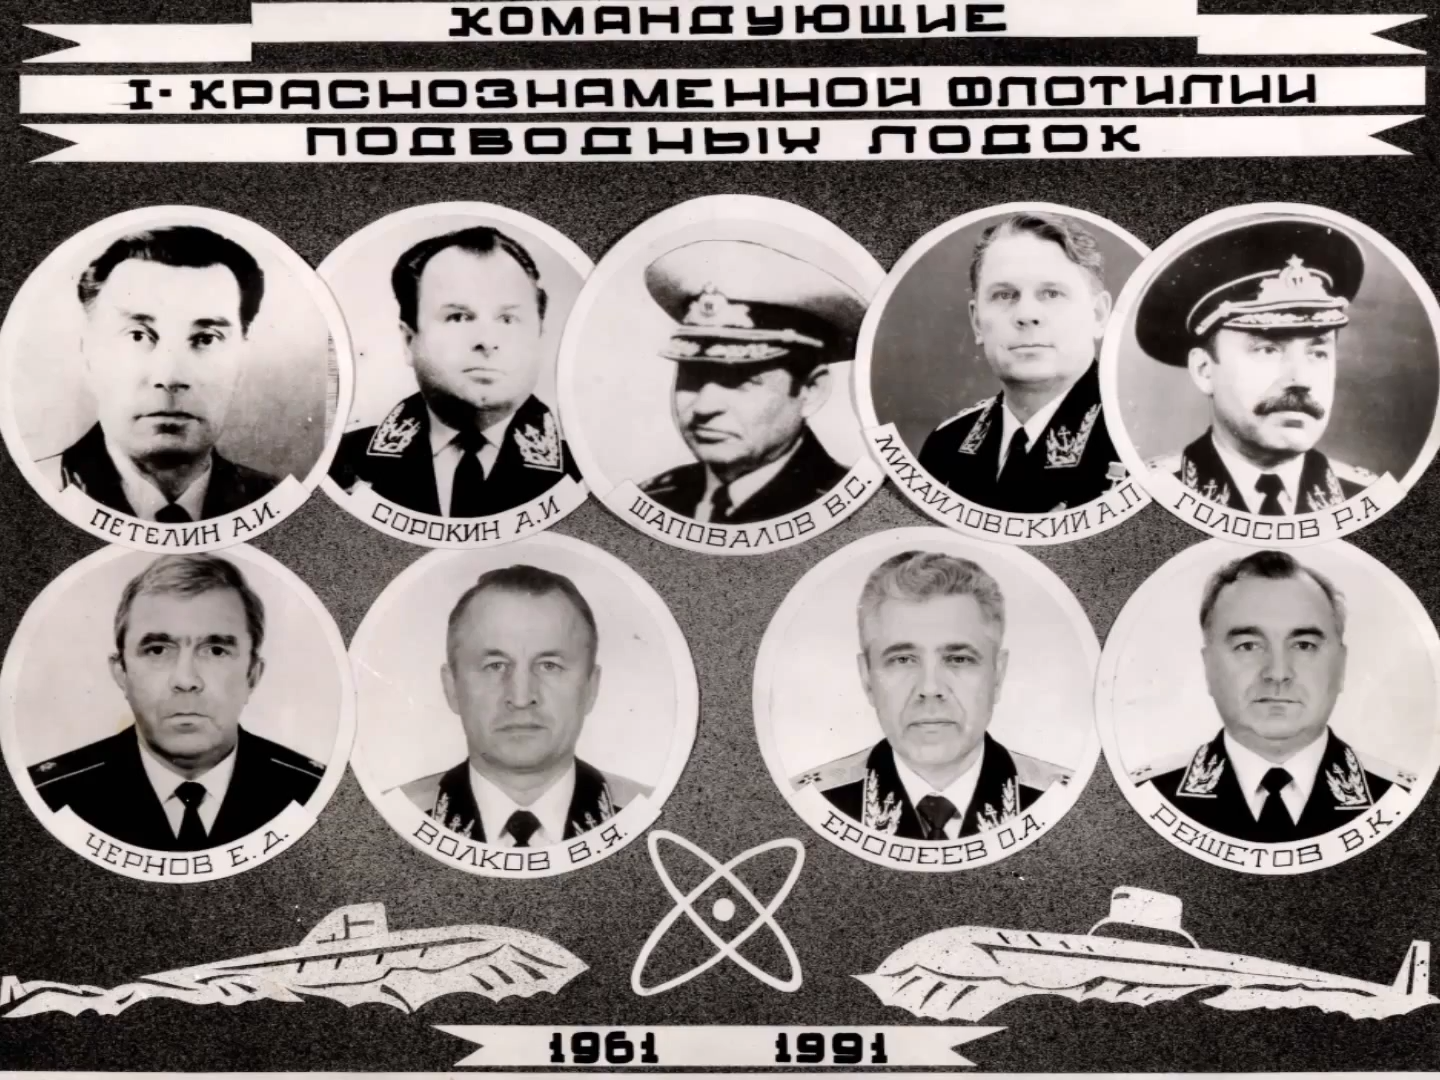 КОМАНДУЮЩИЕ
I-КРАСНОЗНАМЕННОЙ ФЛОТИЛИИ
ПОДВОДНЫХ ЛОДОК
ПЕТЕЛИН А.И.
СОРОКИН А.И
ШАПОВАЛОВ В.С.
МИХАЙЛОВСКИЙ А.П
ГОЛОСОВ Р.А
ЧЕРНОВ Е.Д.
ВОЛКОВ В.Я.
ЕРОФЕЕВ О.А.
РЕШЕТОВ В.К.
1961 1991